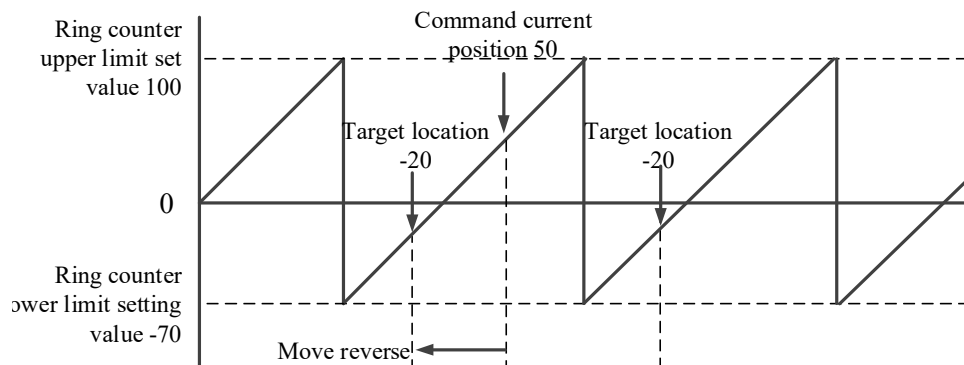 Ring counter
upper limit set
value 100
Command current
position 50
Target location
-20
Target location
-20
0
Ring counter
ower limit setting
value -70
Move reverse